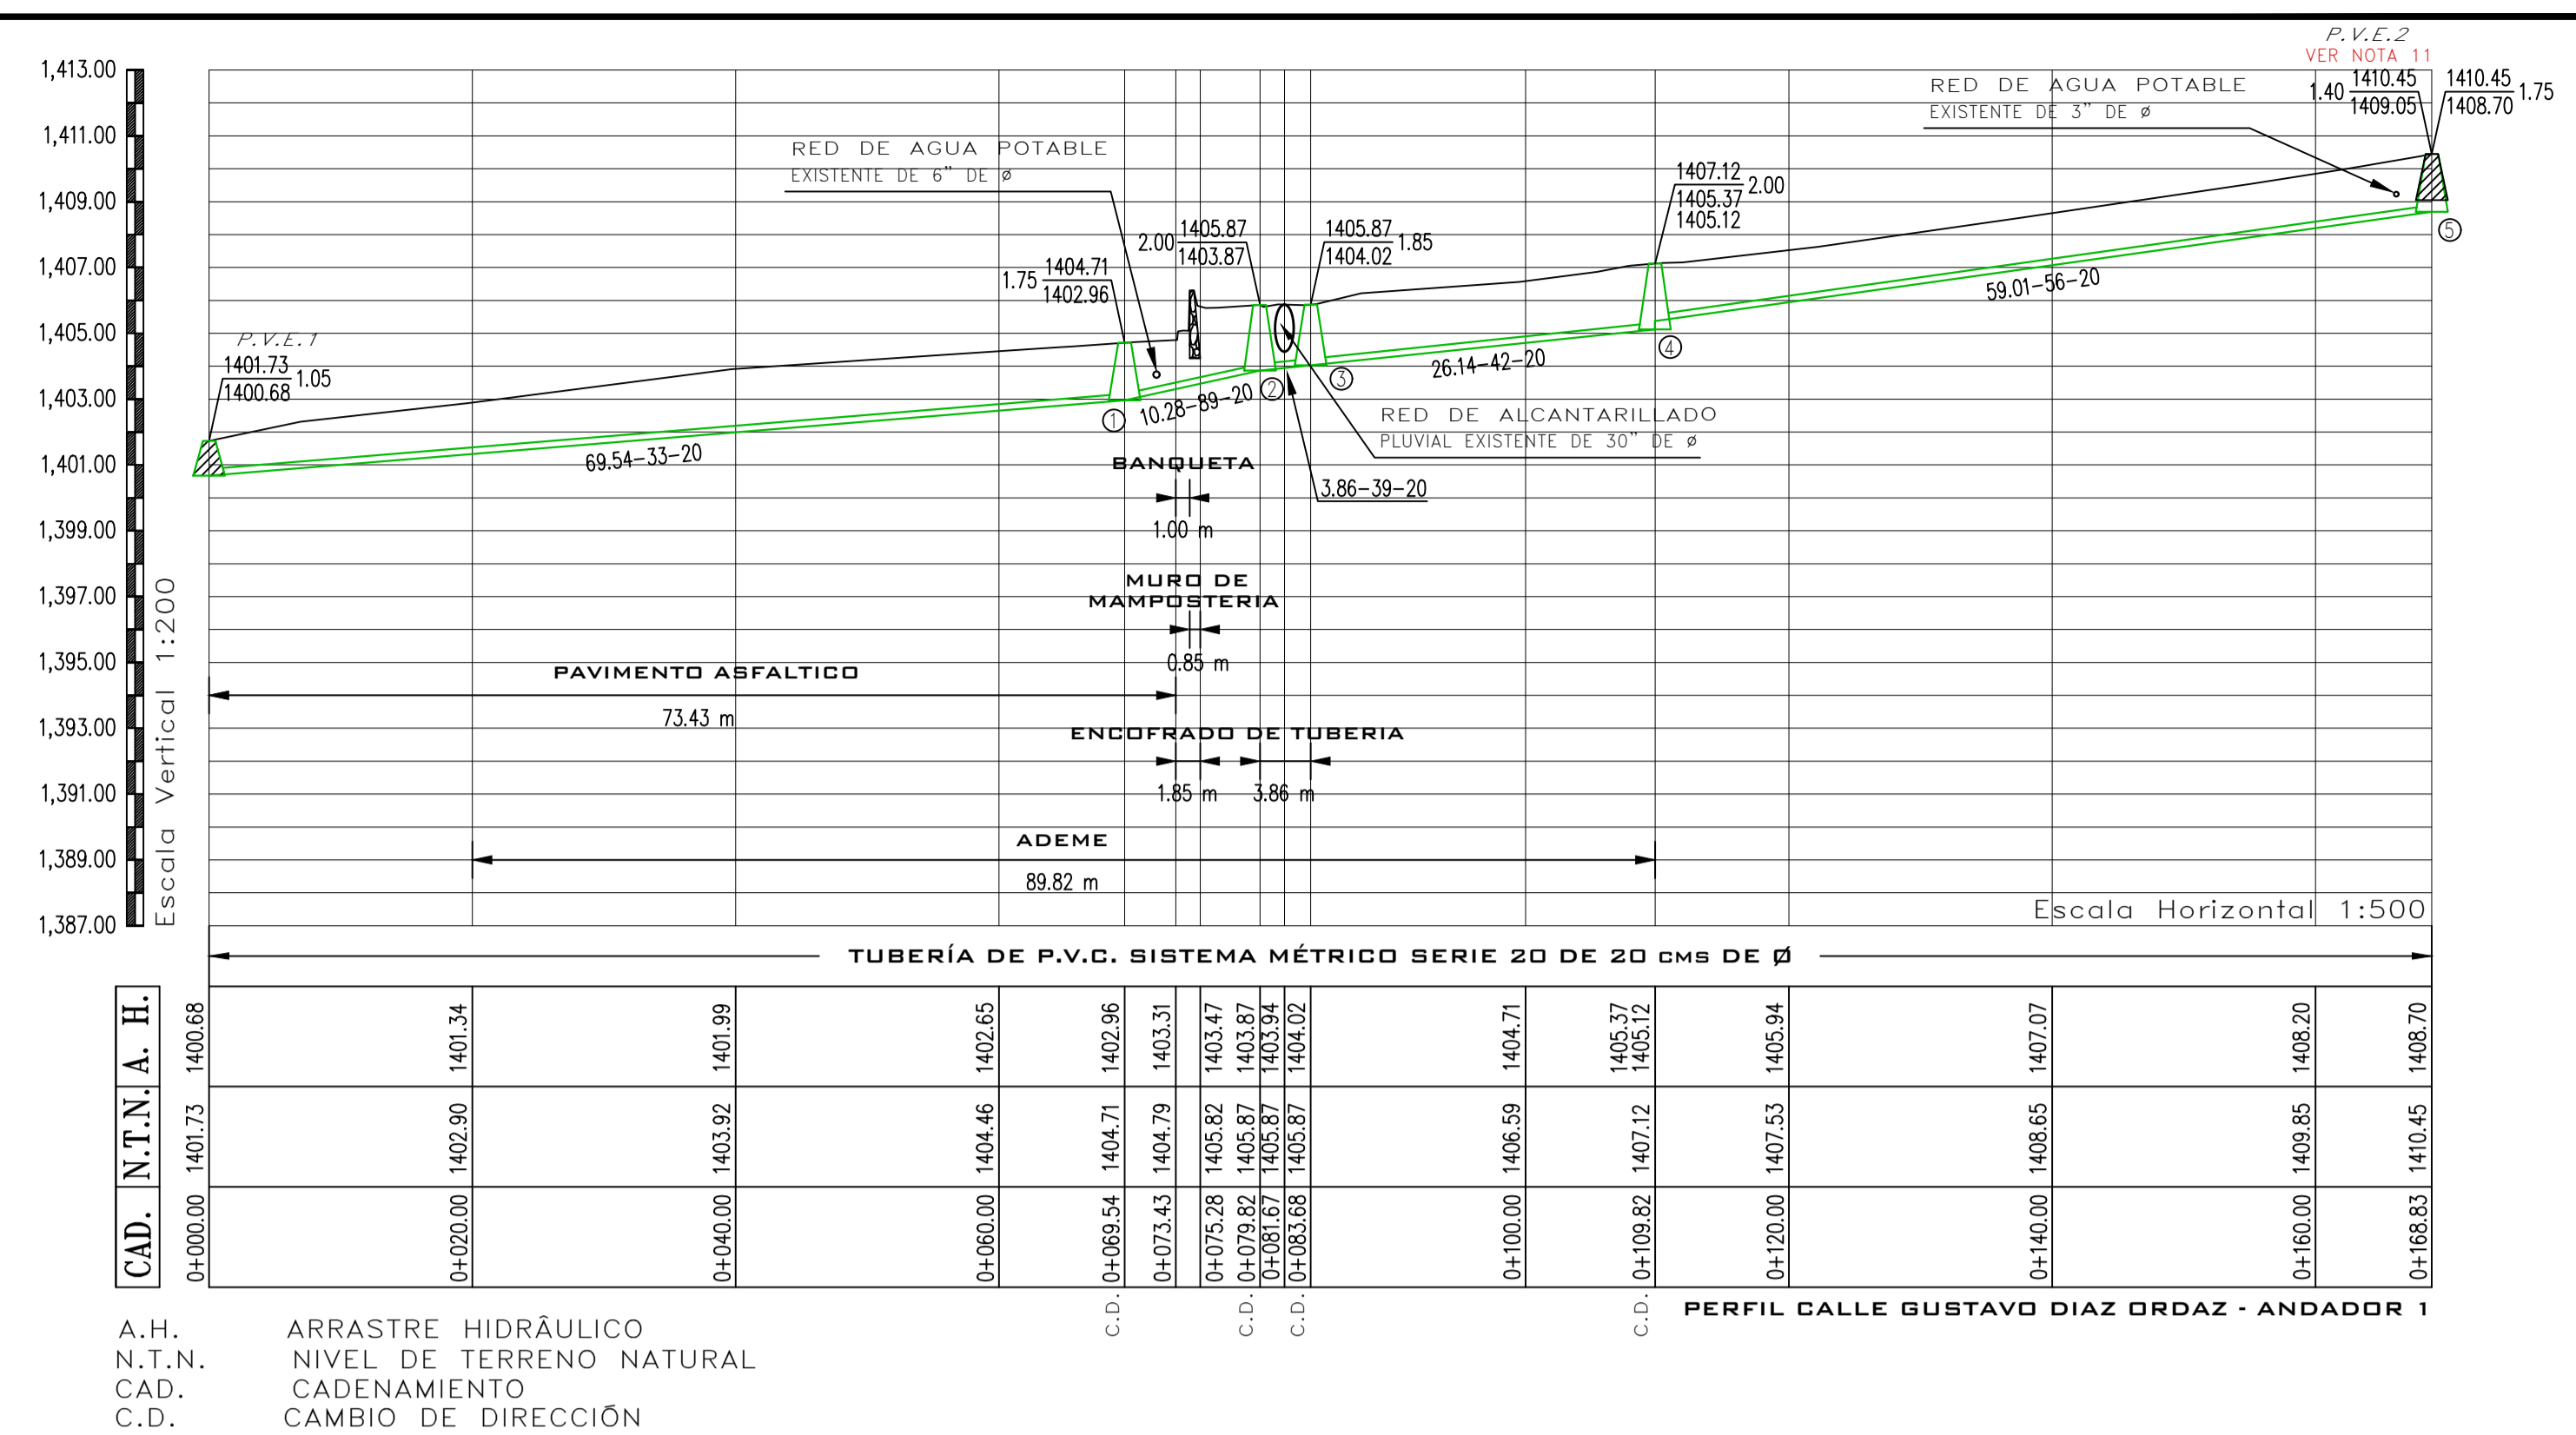 P.V.E.2
VER NOTA 11
1,413.00
1,411.00
1,409.00
1,407.00
1,405.00
1,403.00
1,401.00
1,399.00
1,397.00
1,395.00
1,393.00
1,391.00
1,389.00
1,387.00
Escala Vertical 1:200
P.V.E.1
1401.73
1400.68
1.05
RED DE AGUA POTABLE
EXISTENTE DE 6" DE ø
1.75
1404.71
1402.96
2.00
1405.87
1403.87
1405.87
1404.02
1.85
1407.12
1405.37
1405.12
2.00
RED DE AGUA POTABLE
EXISTENTE DE 3" DE ø
1.40
1410.45
1409.05
1410.45
1408.70
1.75
69.54-33-20
1
10.28-89-20
2
3
26.14-42-20
4
59.01-56-20
5
RED DE ALCANTARILLADO
PLUVIAL EXISTENTE DE 30" DE ø
3.86-39-20
BANQUETA
1.00 m
MURO DE
MAMPOSTERIA
0.85 m
PAVIMENTO ASFALTICO
73.43 m
ENCOFRADO DE TUBERIA
1.85 m
3.86 m
ADEME
89.82 m
Escala Horizontal 1:500
TUBERÍA DE P.V.C. SISTEMA MÉTRICO SERIE 20 DE 20 CMS DE Ø
A. H. 1400.68 1401.34 1401.99 1402.65 1402.96 1403.31 1403.47 1403.87 1403.94 1404.02 1404.71 1405.37 1405.12 1405.94 1407.07 1408.20 1408.70
N.T.N. 1401.73 1402.90 1403.92 1404.46 1404.71 1404.79 1405.82 1405.87 1405.87 1405.87 1406.59 1407.12 1407.53 1408.65 1409.85 1410.45
CAD. 0+000.00 0+020.00 0+040.00 0+060.00 0+069.54 0+073.43 0+075.28 0+079.82 0+081.67 0+083.68 0+100.00 0+109.82 0+120.00 0+140.00 0+160.00 0+168.83
C.D. C.D. C.D. C.D.
PERFIL CALLE GUSTAVO DIAZ ORDAZ - ANDADOR 1
A.H. ARRASTRE HIDRÂULICO
N.T.N. NIVEL DE TERRENO NATURAL
CAD. CADENAMIENTO
C.D. CAMBIO DE DIRECCIÕN